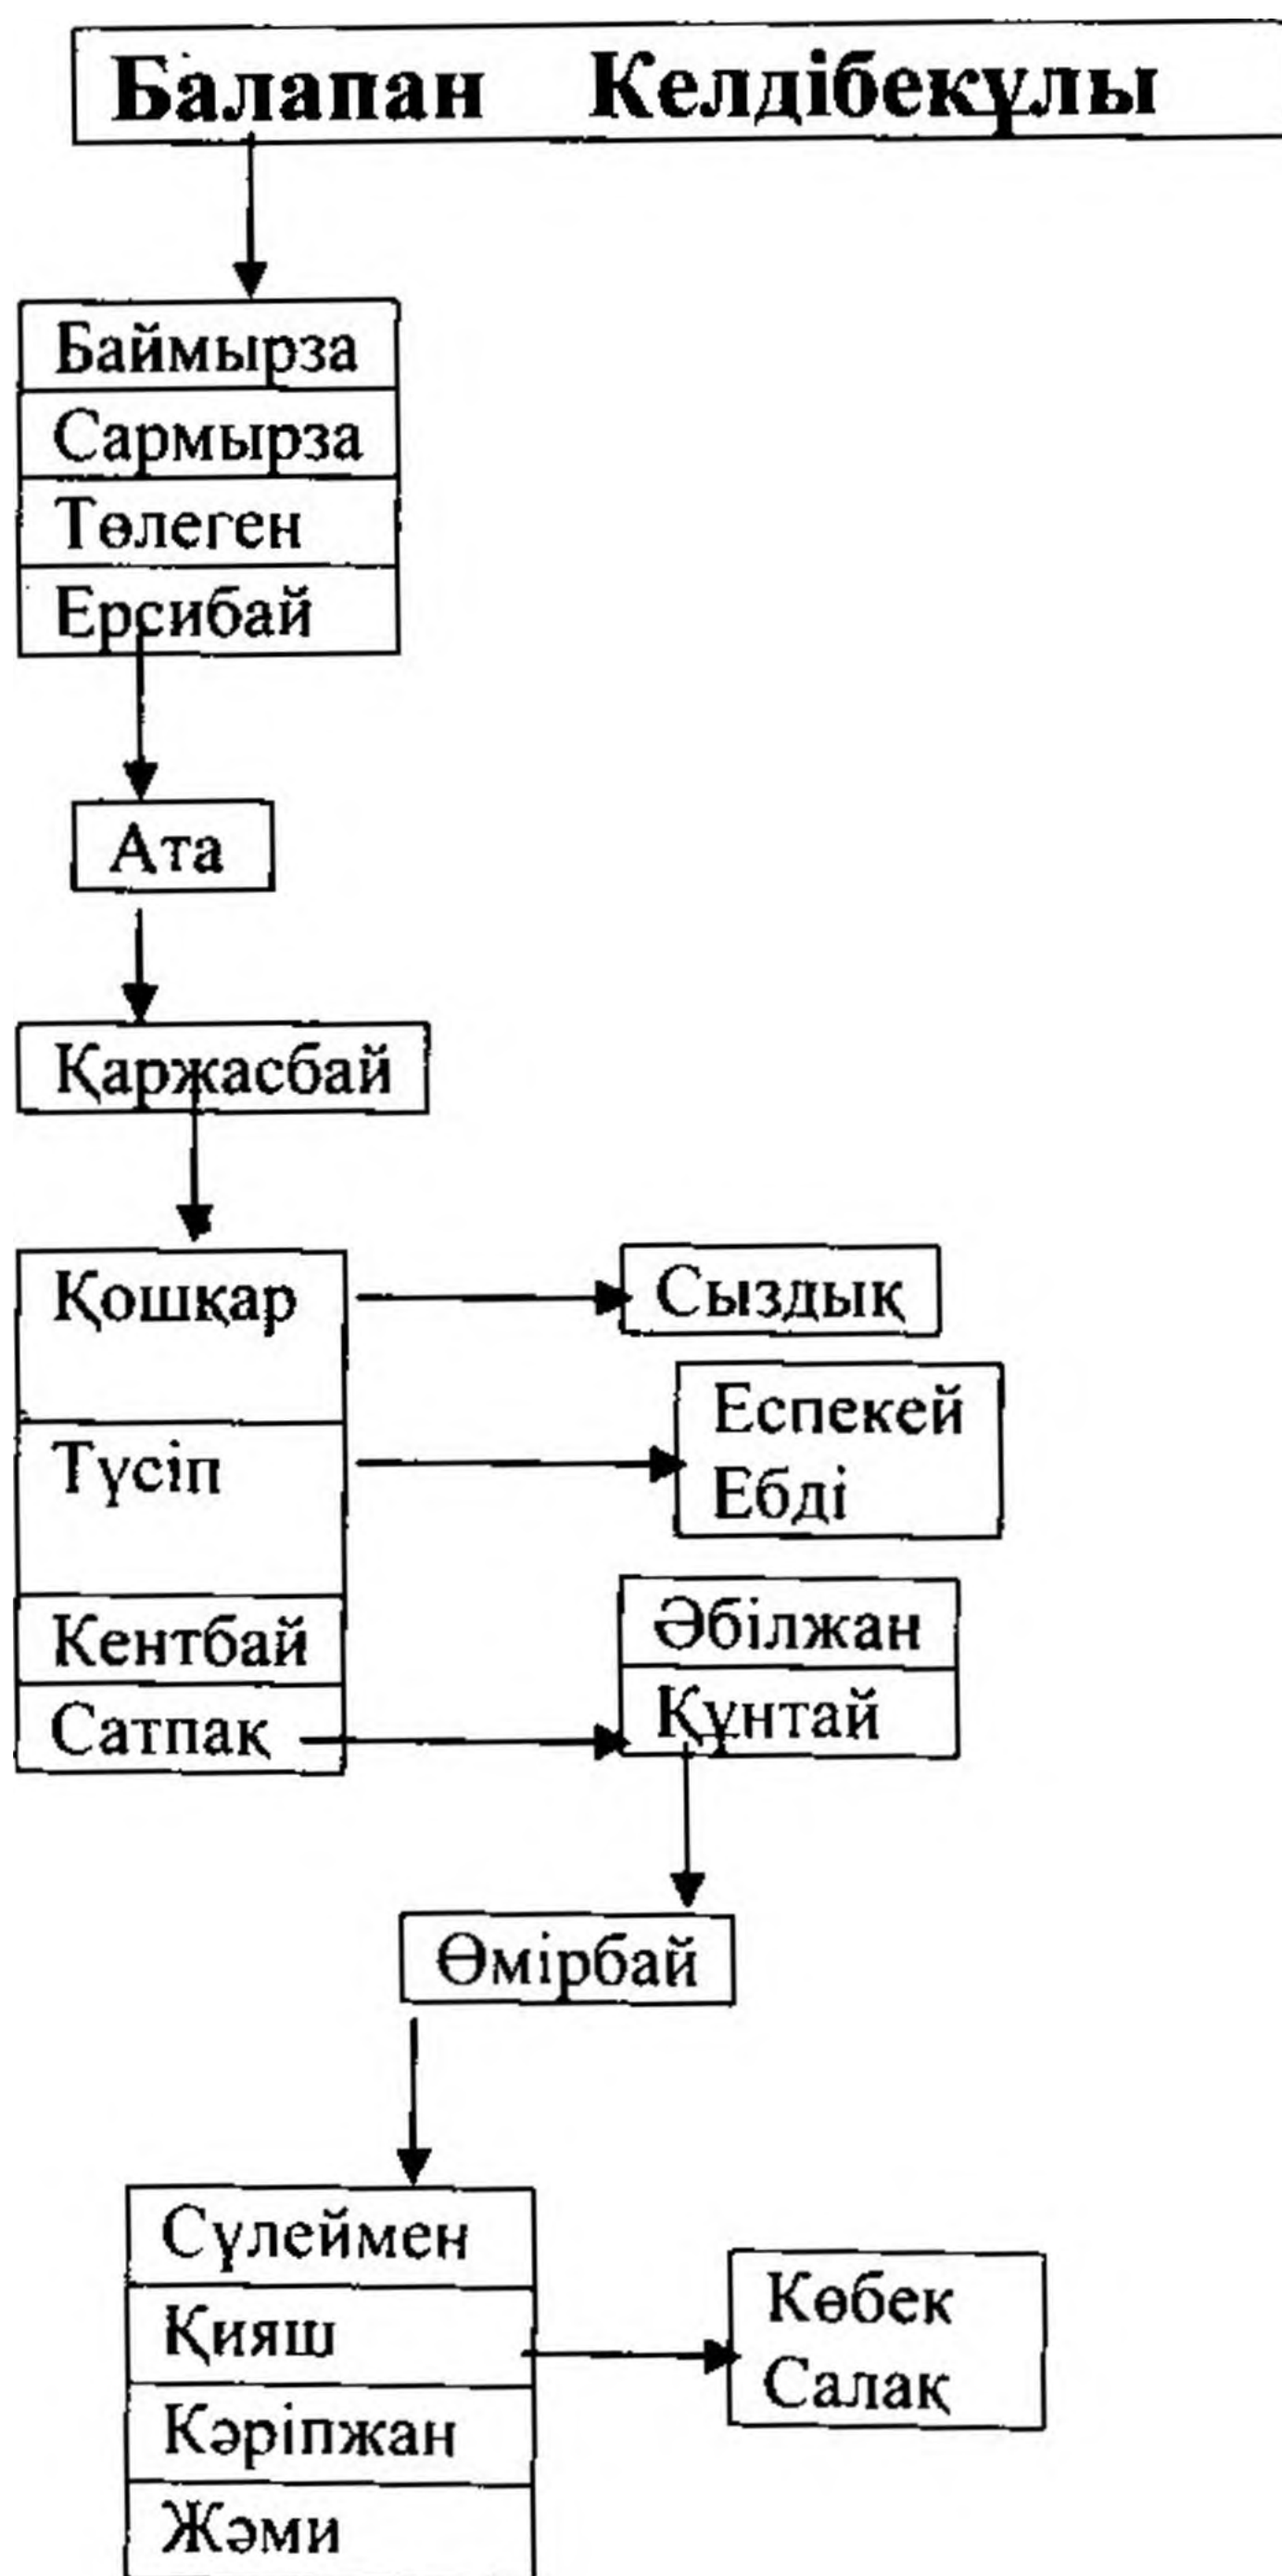 Балапан Келдібекұлы
Баймырза
Сармырза
Төлеген
Ерсибай
Ата
Қаржасбай
Қошқар
Сыздық
Түсіп
Еспекей
Ебді
Кентбай
Сатпақ
Әбілжан
Құнтай
Өмірбай
Сүлеймен
Қияш
Көбек
Салақ
Кәріпжан
Жәми